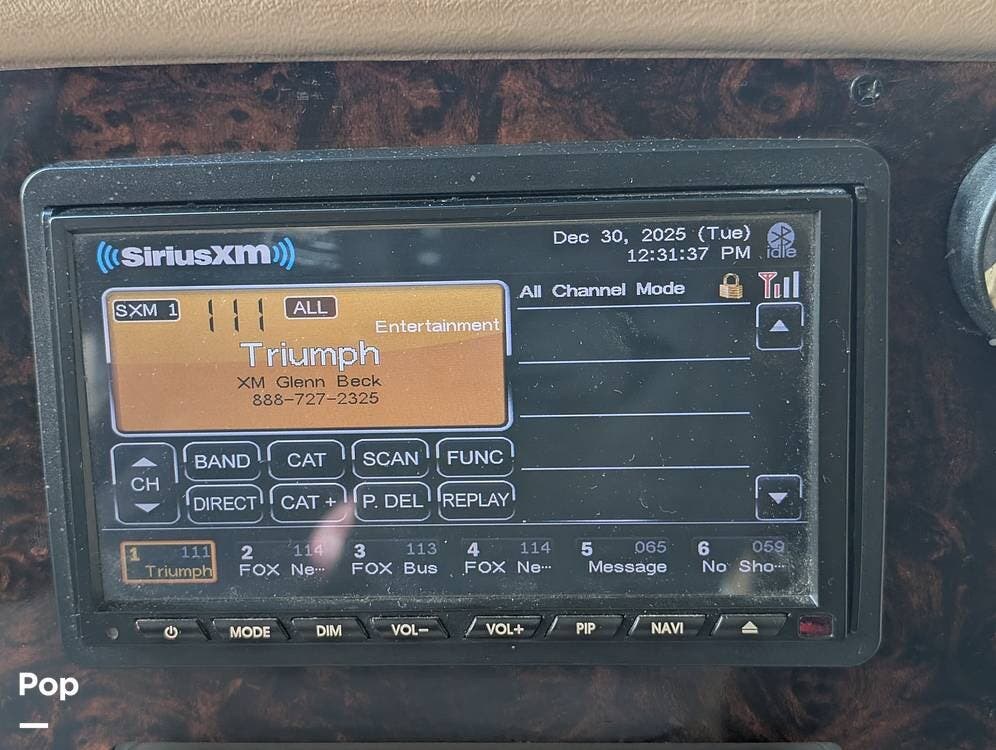 SiriusXM
Dec 30, 2025 (Tue)
12:31:37 PM
idle
SXM 1 111 ALL
Entertainment
Triumph
XM Glenn Beck
888-727-2325
All Channel Mode
CH
BAND CAT SCAN FUNC
DIRECT CAT + P. DEL REPLAY
1 111 2 114 3 113 4 114 5 065 6 059
Triumph FOX Ne… FOX Bus FOX Ne… Message No Sho…
MODE DIM VOL– VOL+ PIP NAVI
Pop